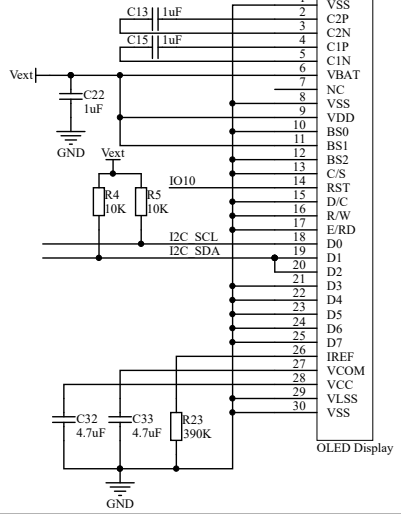 1 VSS
C13 1uF 2 C2P
3 C2N
C15 1uF 4 C1P
5 C1N
Vext 6 VBAT
7 NC
C22 8 VSS
1uF 9 VDD
10 BS0
GND Vext 11 BS1
12 BS2
13 C/S
R4 R5 IO10 14 RST
10K 10K 15 D/C
16 R/W
17 E/RD
I2C_SCL 18 D0
I2C_SDA 19 D1
20 D2
21 D3
22 D4
23 D5
24 D6
25 D7
26 IREF
27 VCOM
28 VCC
29 VLSS
C32 C33 R23 30 VSS
4.7uF 4.7uF 390K
OLED Display
GND